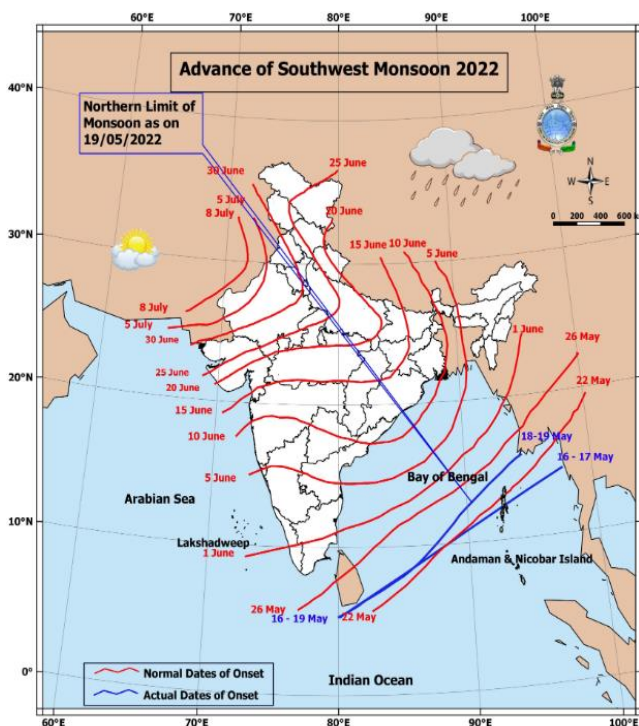 70°E
80°E
90°E
100°E
Advance of Southwest Monsoon 2022
40°N
Northern Limit of
Monsoon as on
19/05/2022
N
W E
S
0 200 400 600 k
25 June
30 June
20 June
5 July
8 July
15 June
10 June
5 June
30°N
8 July
5 July
30 June
1 June
26 May
25 June
20 June
22 May
20°N
15 June
10 June
18-19 May
16 - 17 May
5 June
Bay of Bengal
Arabian Sea
Lakshadweep
10°N
1 June
Andaman & Nicobar Island
26 May
22 May
16 - 19 May
0°
Normal Dates of Onset
Actual Dates of Onset
Indian Ocean
60°E
70°E
80°E
90°E
100°E